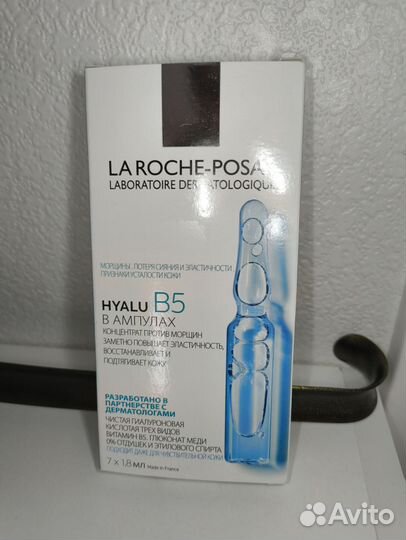 LA ROCHE-POSA
LABORATOIRE DERMATOLOGIQUE
МОРЩИНЫ, ПОТЕРЯ СИЯНИЯ И ЭЛАСТИЧНОСТИ,
ПРИЗНАКИ УСТАЛОСТИ КОЖИ
HYALU B5
В АМПУЛАХ
КОНЦЕНТРАТ ПРОТИВ МОРЩИН
ЗАМЕТНО ПОВЫШАЕТ ЭЛАСТИЧНОСТЬ,
ВОССТАНАВЛИВАЕТ И
ПОДТЯГИВАЕТ КОЖУ
РАЗРАБОТАНО В
ПАРТНЕРСТВЕ С
ДЕРМАТОЛОГАМИ
ЧИСТАЯ ГИАЛУРОНОВАЯ
КИСЛОТА ТРЕХ ВИДОВ
ВИТАМИН B5, ГЛЮКОНАТ МЕДИ
0% ОТДУШЕК И ЭТИЛОВОГО СПИРТА
ПОДХОДИТ ДАЖЕ ДЛЯ ЧУВСТВИТЕЛЬНОЙ КОЖИ
7 x 1,8 МЛ Made in France
Avito